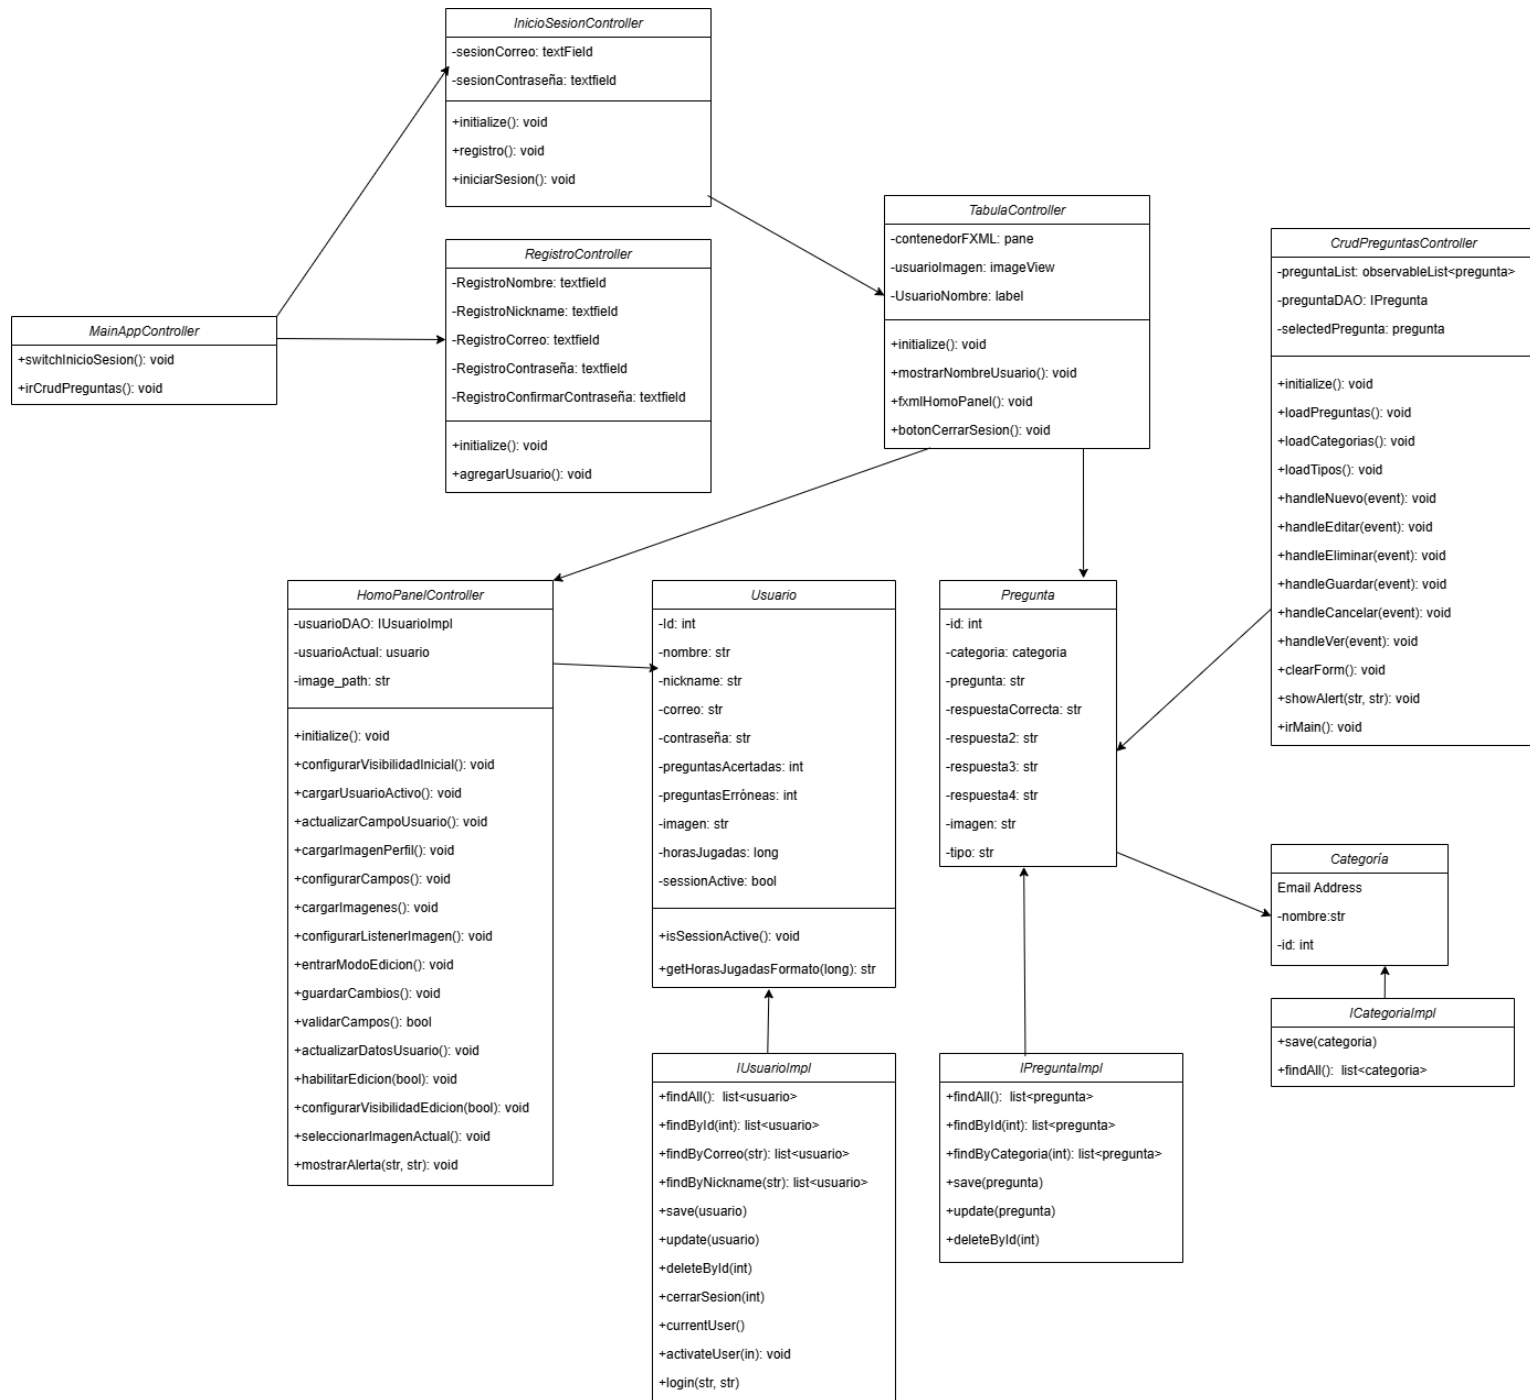 InicioSesionController
-sesionCorreo: textField
-sesionContraseña: textfield
+initialize(): void
+registro(): void
+iniciarSesion(): void
RegistroController
-RegistroNombre: textfield
-RegistroNickname: textfield
-RegistroCorreo: textfield
-RegistroContraseña: textfield
-RegistroConfirmarContraseña: textfield
+initialize(): void
+agregarUsuario(): void
MainAppController
+switchInicioSesion(): void
+irCrudPreguntas(): void
TabulaController
-contenedorFXML: pane
-usuarioImagen: imageView
-UsuarioNombre: label
+initialize(): void
+mostrarNombreUsuario(): void
+fxmlHomoPanel(): void
+botonCerrarSesion(): void
CrudPreguntasController
-preguntaList: observableList<pregunta>
-preguntaDAO: IPregunta
-selectedPregunta: pregunta
+initialize(): void
+loadPreguntas(): void
+loadCategorias(): void
+loadTipos(): void
+handleNuevo(event): void
+handleEditar(event): void
+handleEliminar(event): void
+handleGuardar(event): void
+handleCancelar(event): void
+handleVer(event): void
+clearForm(): void
+showAlert(str, str): void
+irMain(): void
HomoPanelController
-usuarioDAO: IUsuarioImpl
-usuarioActual: usuario
-image_path: str
+initialize(): void
+configurarVisibilidadInicial(): void
+cargarUsuarioActivo(): void
+actualizarCampoUsuario(): void
+cargarImagenPerfil(): void
+configurarCampos(): void
+cargarImagenes(): void
+configurarListenerImagen(): void
+entrarModoEdicion(): void
+guardarCambios(): void
+validarCampos(): bool
+actualizarDatosUsuario(): void
+habilitarEdicion(bool): void
+configurarVisibilidadEdicion(bool): void
+seleccionarImagenActual(): void
+mostrarAlerta(str, str): void
Usuario
-Id: int
-nombre: str
-nickname: str
-correo: str
-contraseña: str
-preguntasAcertadas: int
-preguntasErróneas: int
-imagen: str
-horasJugadas: long
-sessionActive: bool
+isSessionActive(): void
+getHorasJugadasFormato(long): str
Pregunta
-id: int
-categoria: categoria
-pregunta: str
-respuestaCorrecta: str
-respuesta2: str
-respuesta3: str
-respuesta4: str
-imagen: str
-tipo: str
Categoría
Email Address
-nombre:str
-id: int
ICategoriaImpl
+save(categoria)
+findAll():  list<categoria>
IUsuarioImpl
+findAll():  list<usuario>
+findById(int): list<usuario>
+findByCorreo(str): list<usuario>
+findByNickname(str): list<usuario>
+save(usuario)
+update(usuario)
+deleteById(int)
+cerrarSesion(int)
+currentUser()
+activateUser(in): void
+login(str, str)
IPreguntaImpl
+findAll():  list<pregunta>
+findById(int): list<pregunta>
+findByCategoria(int): list<pregunta>
+save(pregunta)
+update(pregunta)
+deleteById(int)